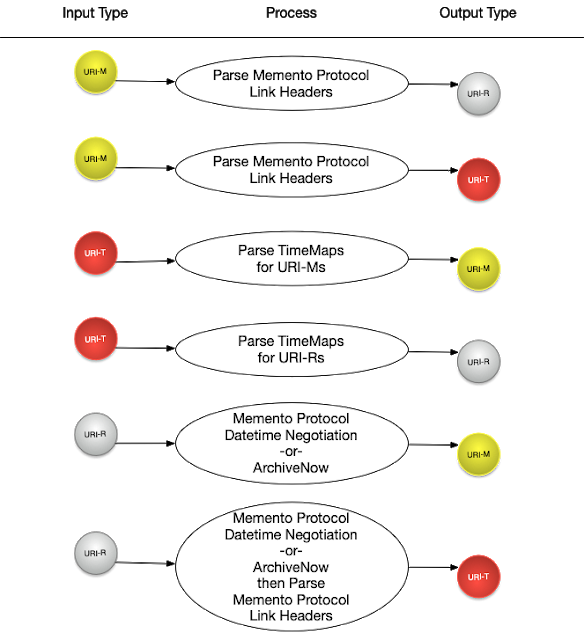 Input Type Process Output Type
URI-M
Parse Memento Protocol
Link Headers
URI-R
URI-M
Parse Memento Protocol
Link Headers
URI-T
URI-T
Parse TimeMaps
for URI-Ms
URI-M
URI-T
Parse TimeMaps
for URI-Rs
URI-R
URI-R
Memento Protocol
Datetime Negotiation
-or-
ArchiveNow
URI-M
URI-R
Memento Protocol
Datetime Negotiation
-or-
ArchiveNow
then Parse
Memento Protocol
Link Headers
URI-T